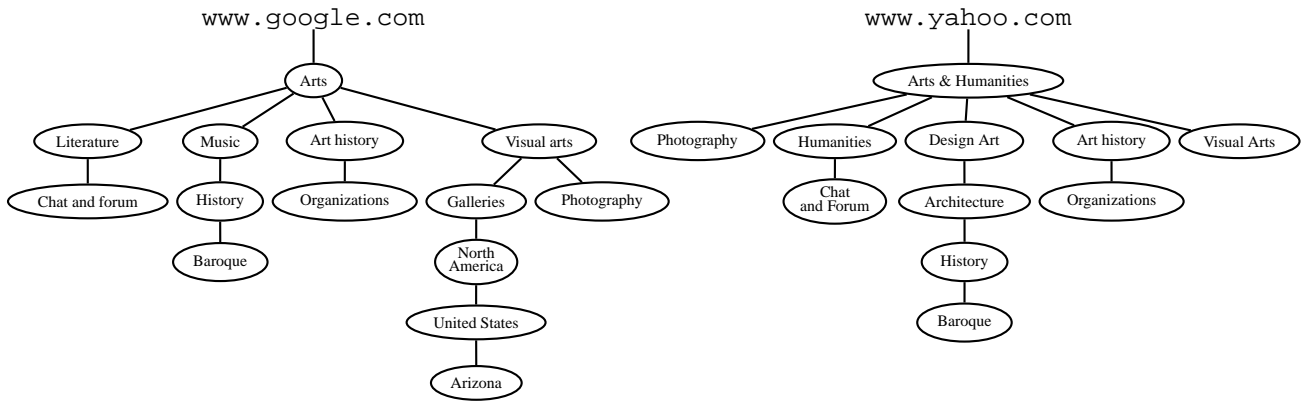 www.google.com
Arts
Literature
Music
Art history
Visual arts
Chat and forum
History
Organizations
Galleries
Photography
Baroque
North
America
United States
Arizona
www.yahoo.com
Arts & Humanities
Photography
Humanities
Design Art
Art history
Visual Arts
Chat
and Forum
Architecture
Organizations
History
Baroque